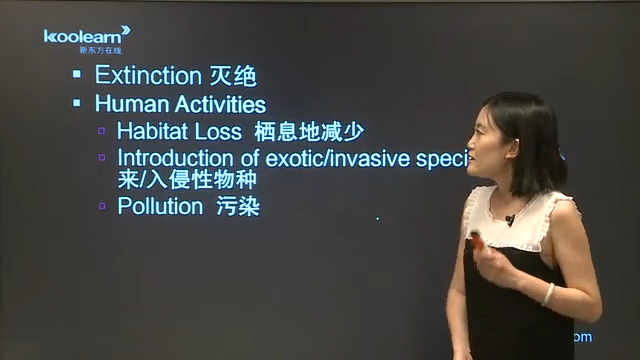 koolearn
新东方在线
Extinction 灭绝
Human Activities
Habitat Loss 栖息地减少
Introduction of exotic/invasive speci
来/入侵性物种
Pollution 污染
om